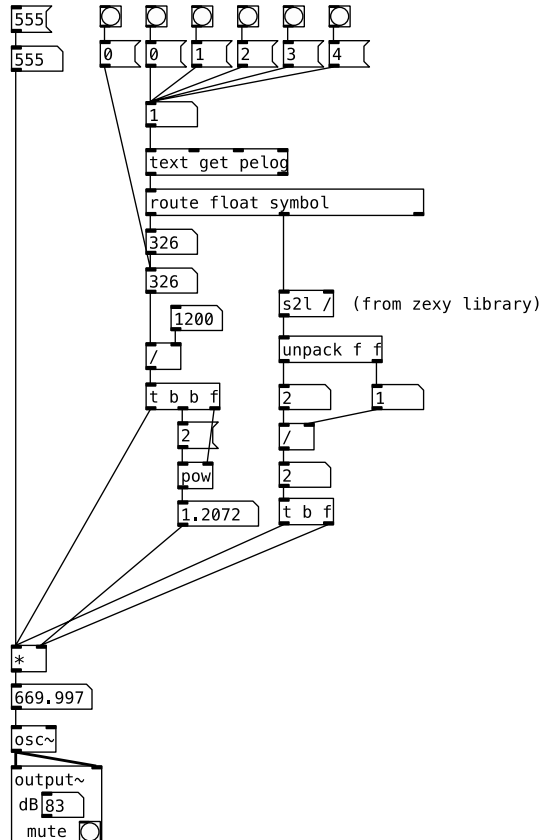 555
555
0 0 1 2 3 4
1
text get pelog
route float symbol
326
326
1200
s2l / (from zexy library)
/
unpack f f
t b b f
2 1
2
/
pow
2
1.2072
t b f
*
669.997
osc~
output~
dB 83
mute